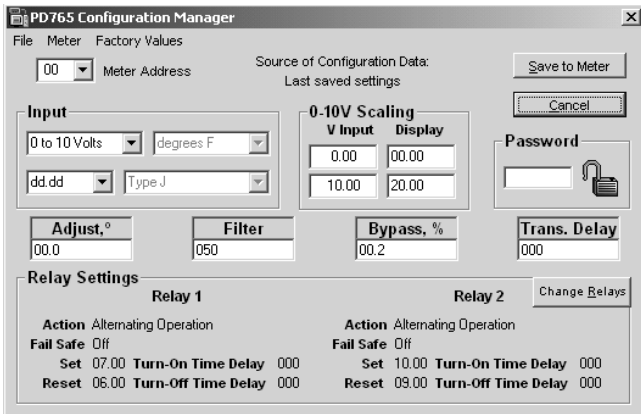 PD765 Configuration Manager
File Meter Factory Values
00 Meter Address
Source of Configuration Data:
Last saved settings
Save to Meter
Cancel
Input
0 to 10 Volts degrees F
dd.dd Type J
0-10V Scaling
V Input Display
0.00 00.00
10.00 20.00
Password
Adjust,° Filter Bypass, % Trans. Delay
00.0 050 00.2 000
Relay Settings
Change Relays
Relay 1
Action Alternating Operation
Fail Safe Off
Set 07.00 Turn-On Time Delay 000
Reset 06.00 Turn-Off Time Delay 000
Relay 2
Action Alternating Operation
Fail Safe Off
Set 10.00 Turn-On Time Delay 000
Reset 09.00 Turn-Off Time Delay 000